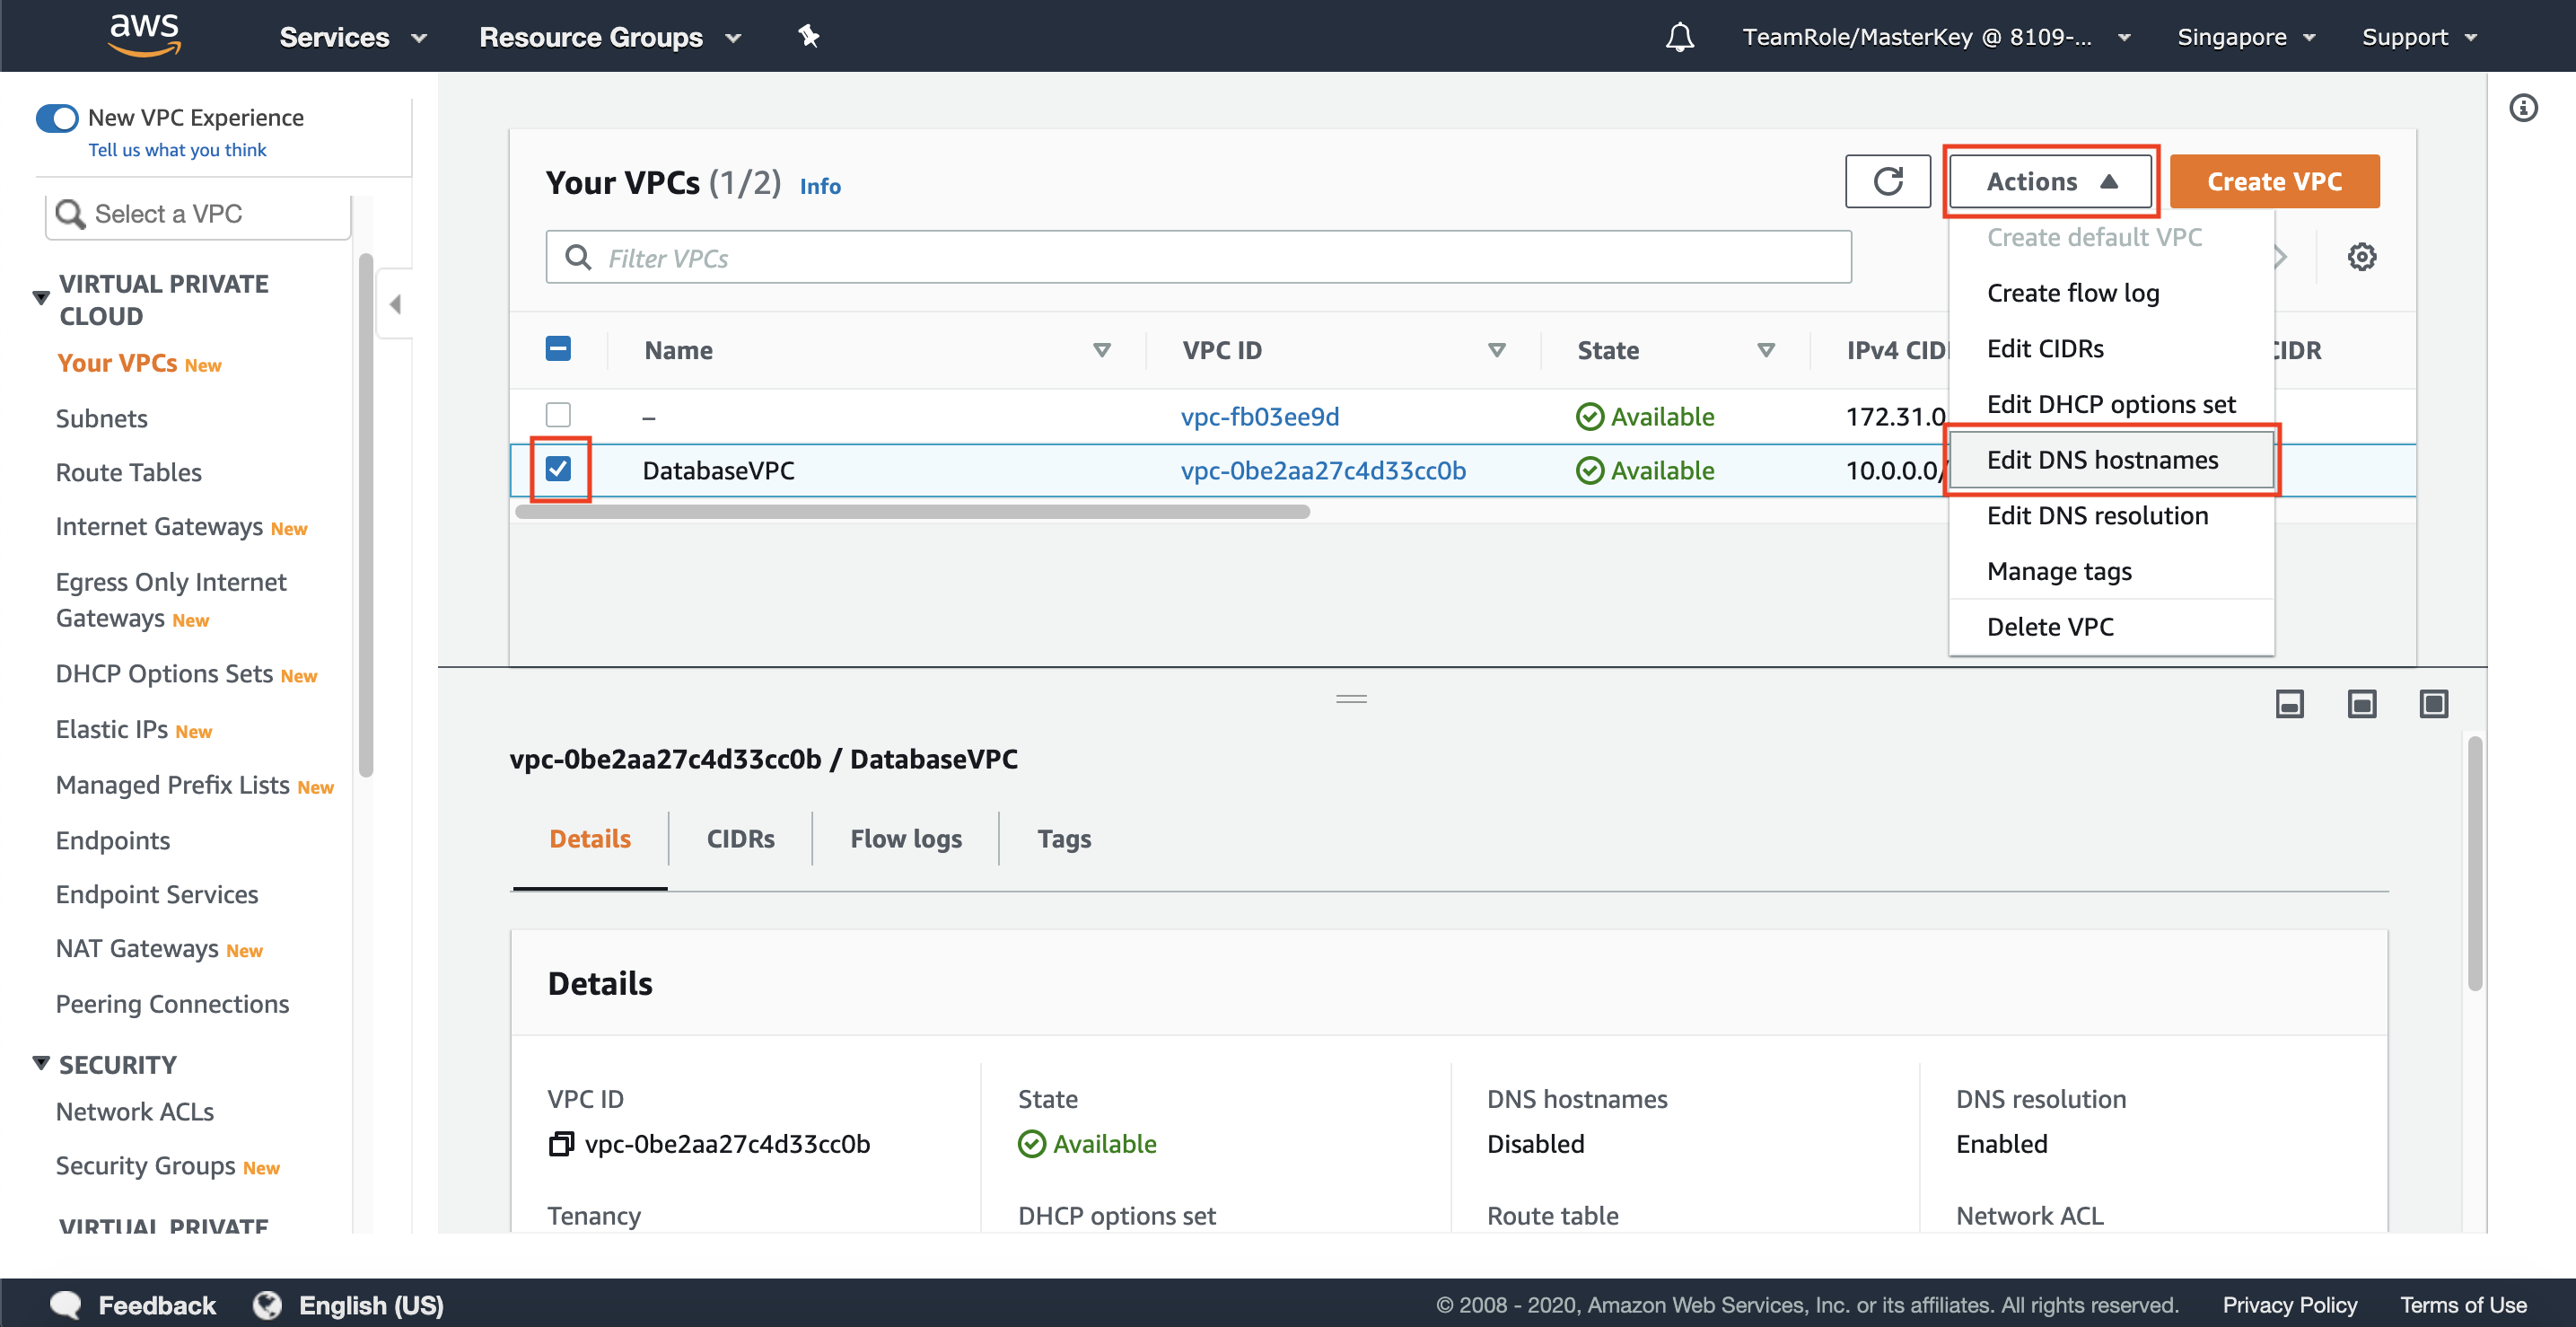 aws
Services
Resource Groups
TeamRole/MasterKey @ 8109-...
Singapore
Support
New VPC Experience
Tell us what you think
Select a VPC
VIRTUAL PRIVATE
CLOUD
Your VPCs New
Subnets
Route Tables
Internet Gateways New
Egress Only Internet
Gateways New
DHCP Options Sets New
Elastic IPs New
Managed Prefix Lists New
Endpoints
Endpoint Services
NAT Gateways New
Peering Connections
SECURITY
Network ACLs
Security Groups New
VIRTUAL PRIVATE
Your VPCs (1/2) Info
Actions
Create VPC
Filter VPCs
Create default VPC
Create flow log
Edit CIDRs
Edit DHCP options set
Edit DNS hostnames
Edit DNS resolution
Manage tags
Delete VPC
Name
VPC ID
State
IPv4 CID
CIDR
–
vpc-fb03ee9d
Available
172.31.0
DatabaseVPC
vpc-0be2aa27c4d33cc0b
Available
10.0.0.0/
vpc-0be2aa27c4d33cc0b / DatabaseVPC
Details
CIDRs
Flow logs
Tags
Details
VPC ID
vpc-0be2aa27c4d33cc0b
State
Available
DNS hostnames
Disabled
DNS resolution
Enabled
Tenancy
DHCP options set
Route table
Network ACL
Feedback
English (US)
© 2008 - 2020, Amazon Web Services, Inc. or its affiliates. All rights reserved.
Privacy Policy
Terms of Use